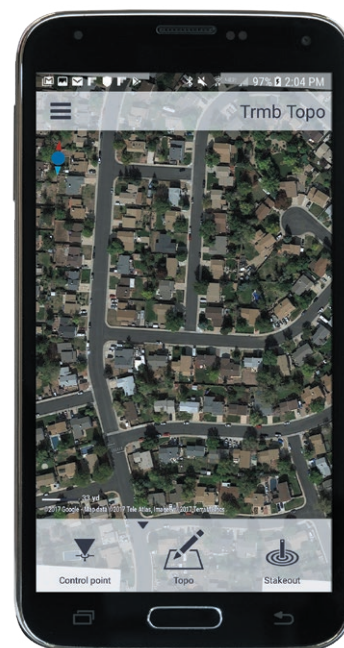 97% 2:04 PM
Trmb Topo
©2017 Google - Map data ©2017 Tele Atlas, Imagery ©2017, TerraMetrics
Control point
Topo
Stakeout